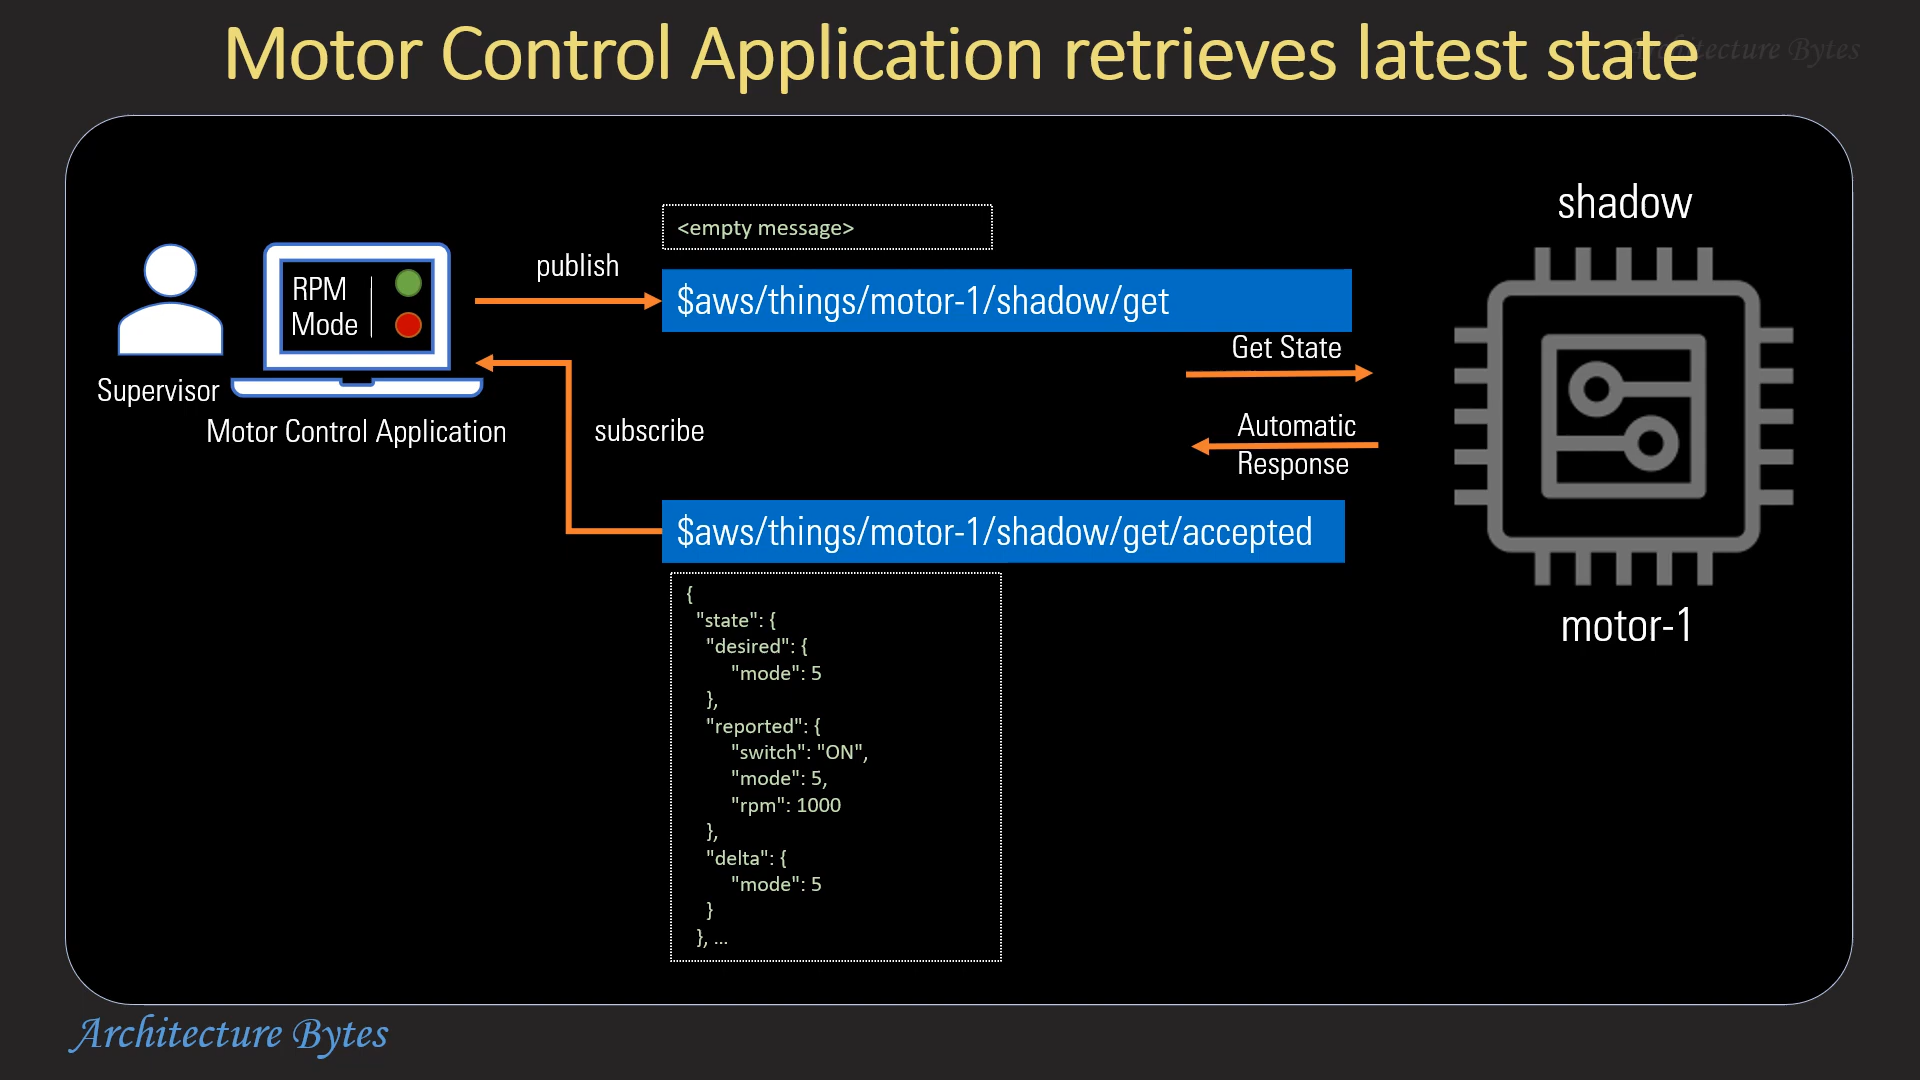 Motor Control Application retrieves latest state
Architecture Bytes
shadow
<empty message>
publish
RPM
Mode
$aws/things/motor-1/shadow/get
Get State
Supervisor
Motor Control Application
subscribe
Automatic
Response
$aws/things/motor-1/shadow/get/accepted
motor-1
{
"state": {
"desired": {
"mode": 5
},
"reported": {
"switch": "ON",
"mode": 5,
"rpm": 1000
},
"delta": {
"mode": 5
}
}, ...
Architecture Bytes